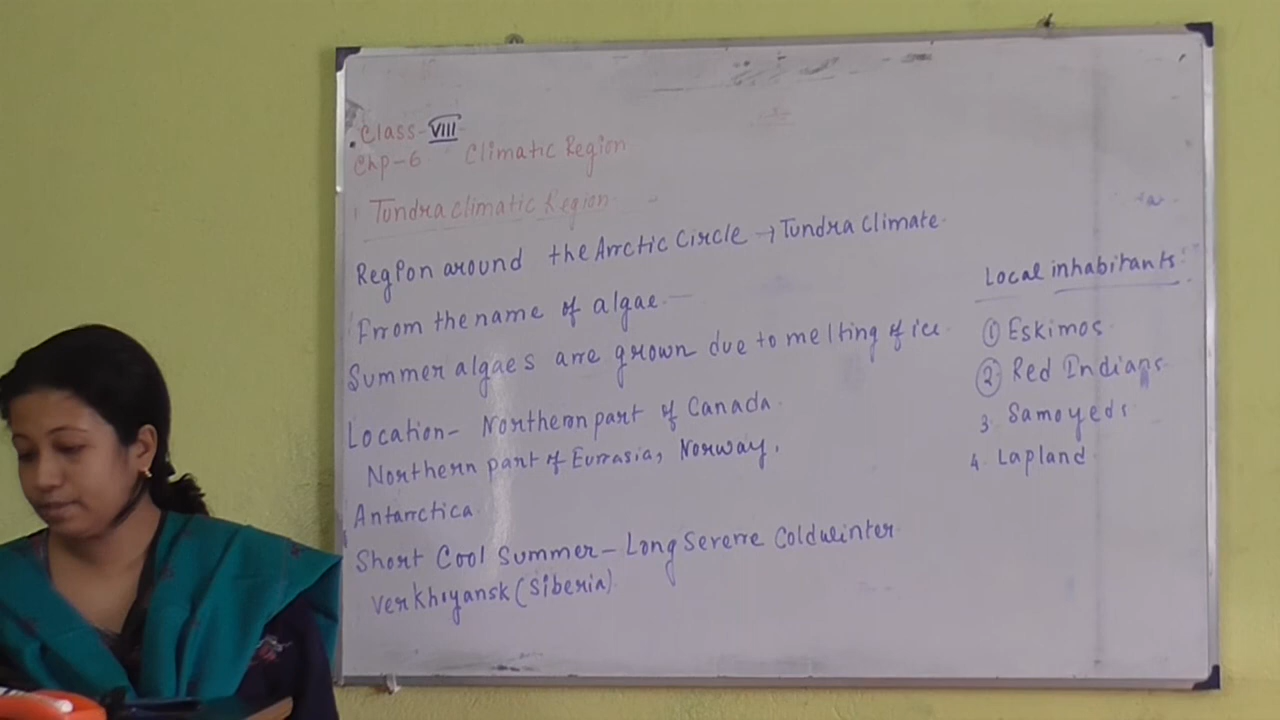 Class-VIII
Chp-6 Climatic Region
Tundra climatic Region
Region around the Arctic Circle → Tundra Climate.
From the name of algae.
Summer algaes are grown due to melting of ice
Location- Northern part of Canada.
Northern part of Eurasia, Norway.
Antarctica.
Short Cool Summer - Long Severe Cold winter
Verkhoyansk (Siberia).
Local inhabitants:
① Eskimos
② Red Indians
3. Samoyeds
4. Lapland